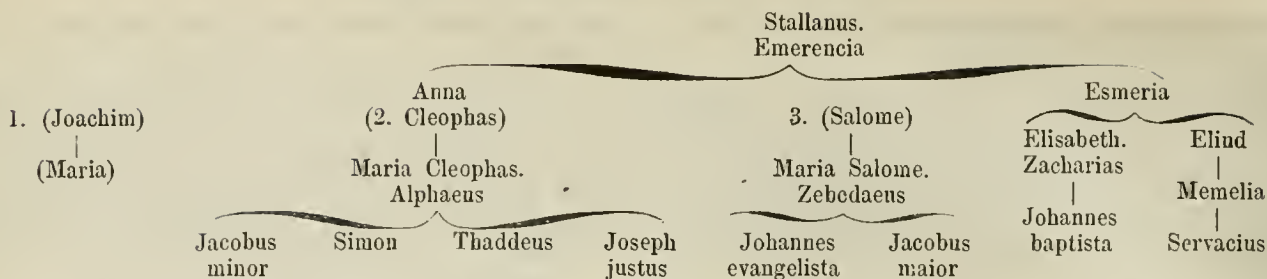 Stallanus.
Emerencia
Anna
Esmeria
1. (Joachim)
(2. Cleophas)
3. (Salome)
Elisabeth.
Zacharias
Eliud
(Maria)
Maria Cleophas.
Alphaeus
Maria Salome.
Zebedaeus
Memelia
Jacobus
minor
Simon
Thaddeus
Joseph
justus
Johannes
evangelista
Jacobus
maior
Johannes
baptista
Servacius